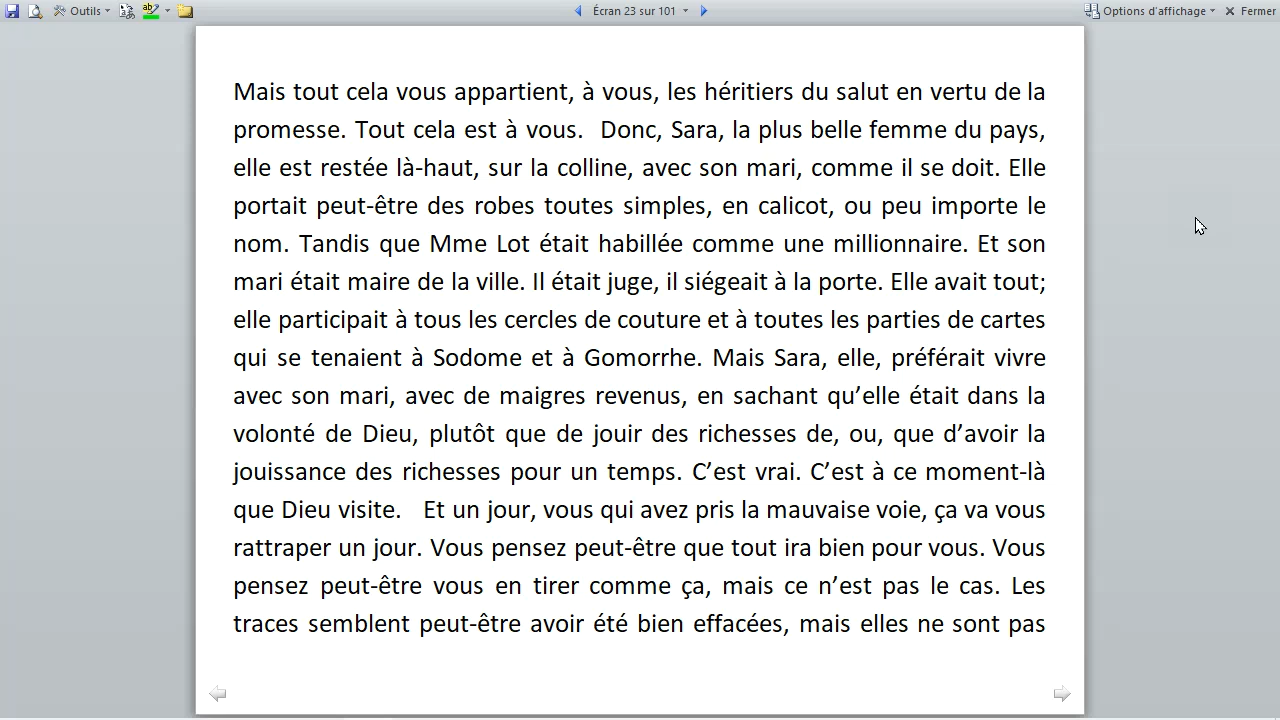 Outils Écran 23 sur 101 Options d'affichage Fermer
Mais tout cela vous appartient, à vous, les héritiers du salut en vertu de la
promesse. Tout cela est à vous.  Donc, Sara, la plus belle femme du pays,
elle est restée là-haut, sur la colline, avec son mari, comme il se doit. Elle
portait peut-être des robes toutes simples, en calicot, ou peu importe le
nom. Tandis que Mme Lot était habillée comme une millionnaire. Et son
mari était maire de la ville. Il était juge, il siégeait à la porte. Elle avait tout;
elle participait à tous les cercles de couture et à toutes les parties de cartes
qui se tenaient à Sodome et à Gomorrhe. Mais Sara, elle, préférait vivre
avec son mari, avec de maigres revenus, en sachant qu’elle était dans la
volonté de Dieu, plutôt que de jouir des richesses de, ou, que d’avoir la
jouissance des richesses pour un temps. C’est vrai. C’est à ce moment-là
que Dieu visite.   Et un jour, vous qui avez pris la mauvaise voie, ça va vous
rattraper un jour. Vous pensez peut-être que tout ira bien pour vous. Vous
pensez peut-être vous en tirer comme ça, mais ce n’est pas le cas. Les
traces semblent peut-être avoir été bien effacées, mais elles ne sont pas